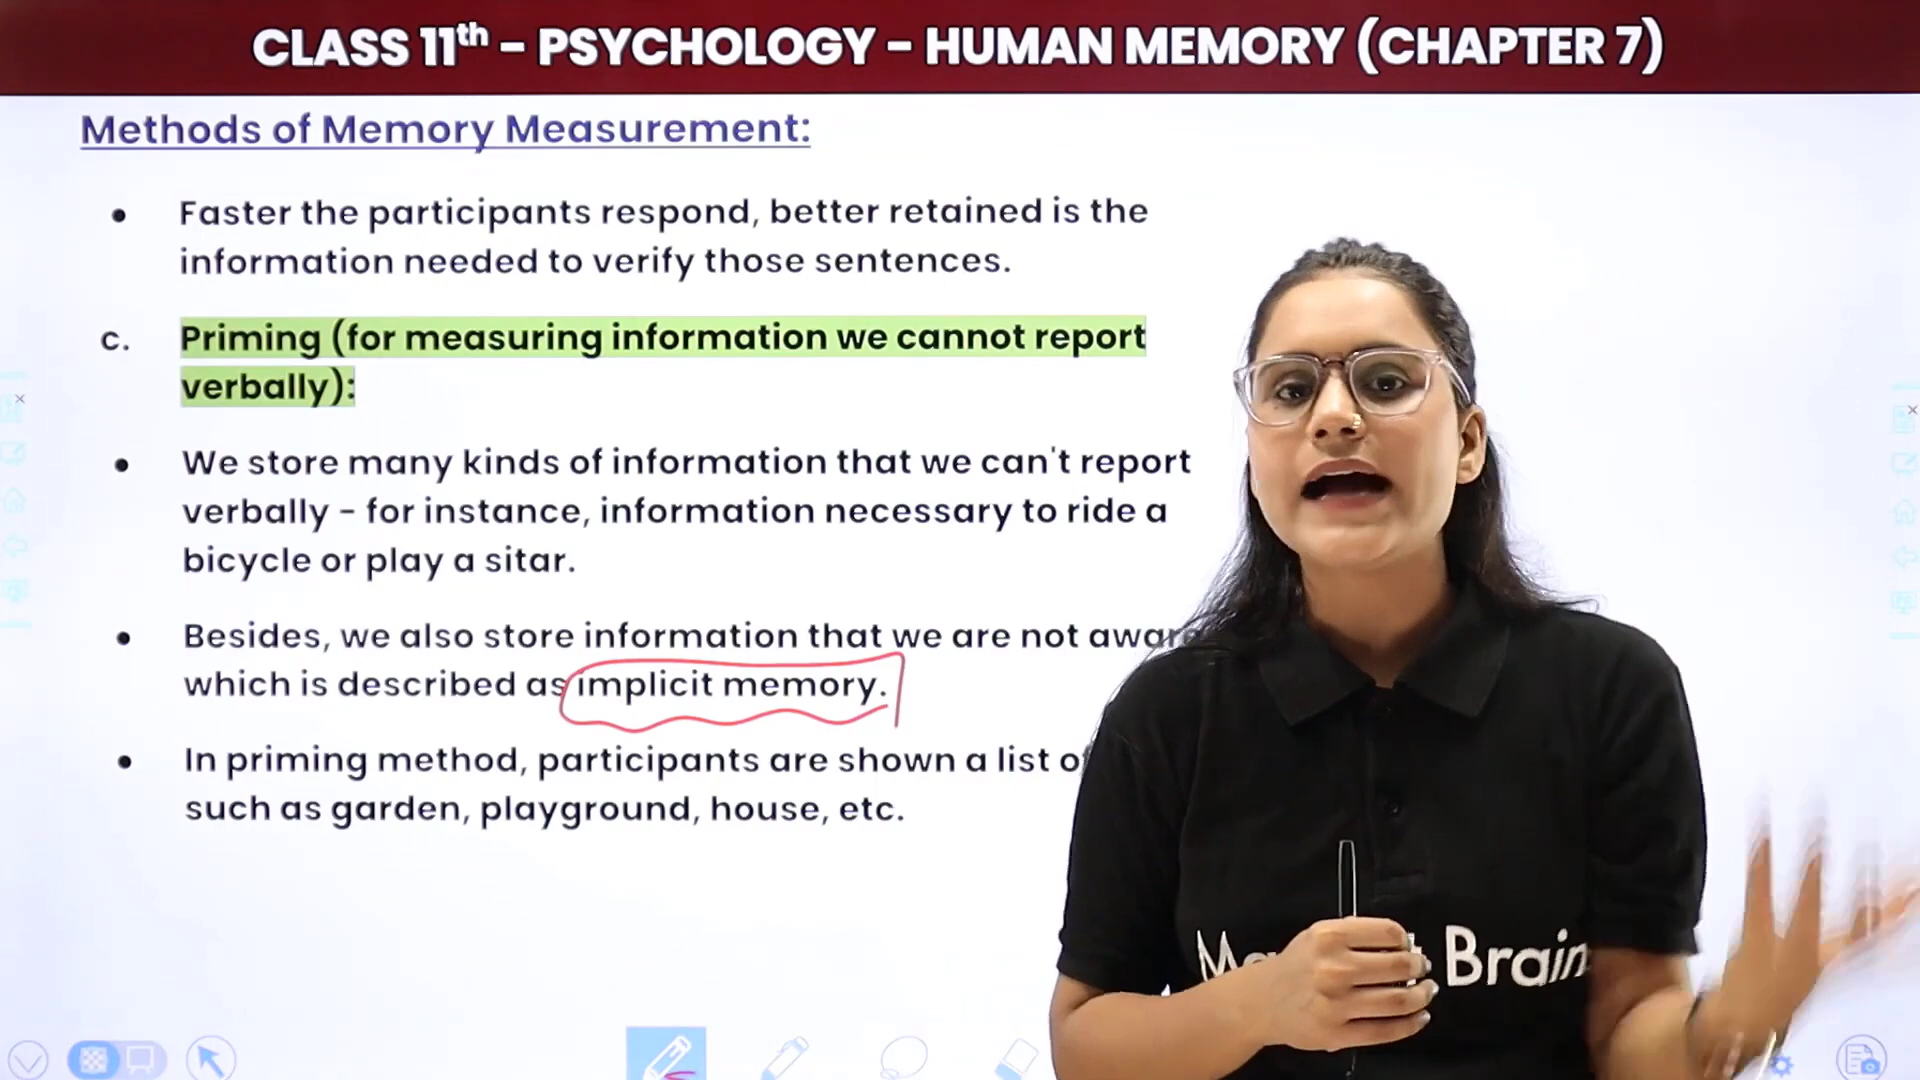 CLASS 11th – PSYCHOLOGY – HUMAN MEMORY (CHAPTER 7)
Methods of Memory Measurement:
• Faster the participants respond, better retained is the
information needed to verify those sentences.
c. Priming (for measuring information we cannot report
verbally):
• We store many kinds of information that we can't report
verbally – for instance, information necessary to ride a
bicycle or play a sitar.
• Besides, we also store information that we are not aware
which is described as implicit memory.
• In priming method, participants are shown a list of
such as garden, playground, house, etc.
Brain